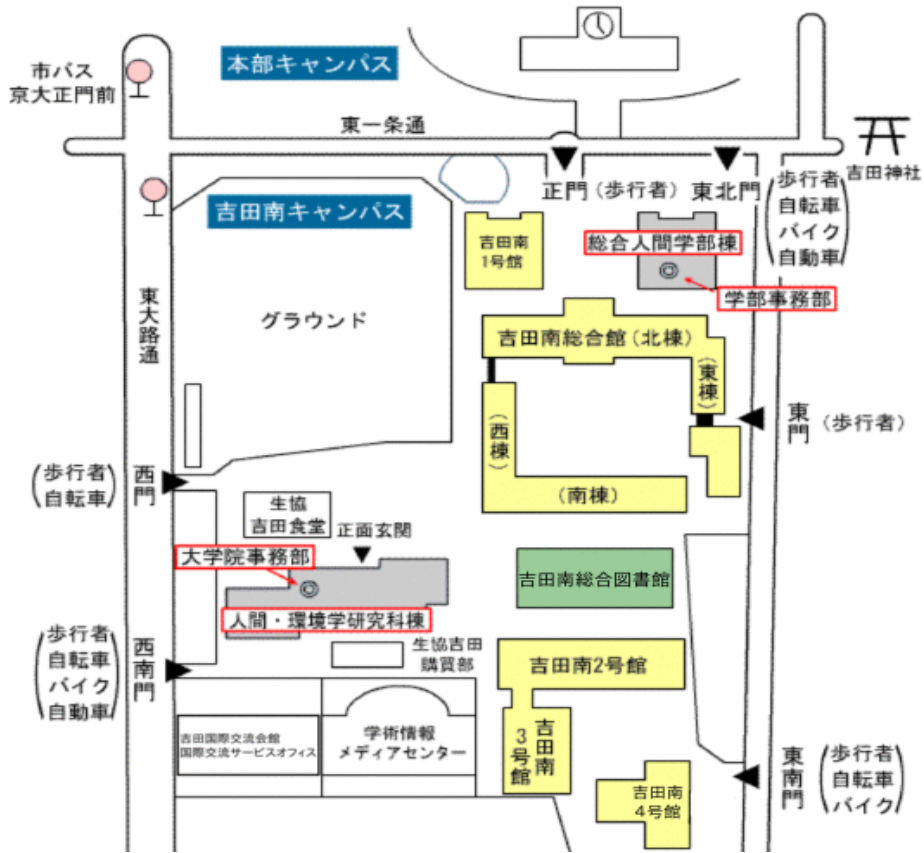 本部キャンパス
市バス
京大正門前
東一条通
吉田神社
正門(歩行者)
東北門
(歩行者
自転車
バイク
自動車)
吉田南キャンパス
吉田南
1号館
総合人間学部棟
学部事務部
東大路通
グラウンド
吉田南総合館(北棟)
(東棟)
(西棟)
(南棟)
東門
(歩行者)
(歩行者
自転車)
西門
生協
吉田食堂
正面玄関
大学院事務部
人間・環境学研究科棟
吉田南総合図書館
(歩行者
自転車
バイク
自動車)
西南門
生協吉田
購買部
吉田南2号館
吉田国際交流会館
国際交流サービスオフィス
学術情報
メディアセンター
吉田南
3号館
吉田南
4号館
東南門
(歩行者
自転車
バイク)